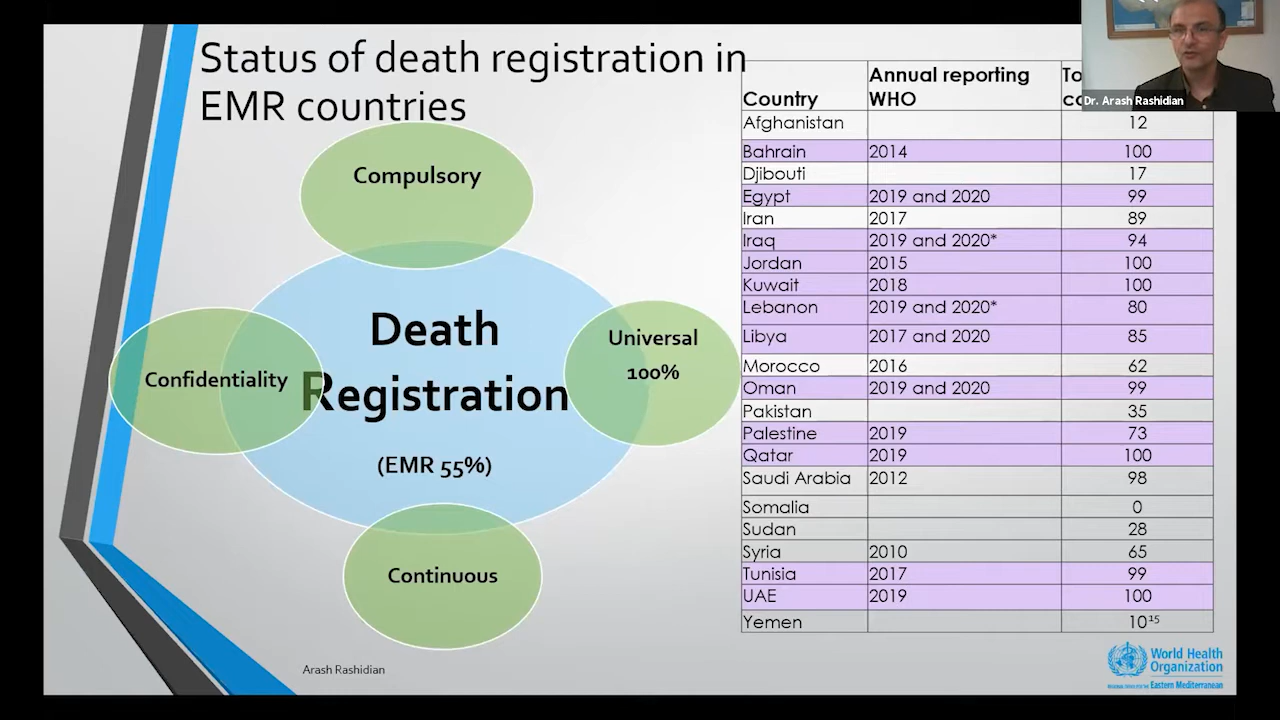 Status of death registration in
EMR countries
Compulsory
Death
Registration
(EMR 55%)
Universal
100%
Confidentiality
Continuous
Country Annual reporting WHO
Afghanistan 12
Bahrain 2014 100
Djibouti 17
Egypt 2019 and 2020 99
Iran 2017 89
Iraq 2019 and 2020* 94
Jordan 2015 100
Kuwait 2018 100
Lebanon 2019 and 2020* 80
Libya 2017 and 2020 85
Morocco 2016 62
Oman 2019 and 2020 99
Pakistan 35
Palestine 2019 73
Qatar 2019 100
Saudi Arabia 2012 98
Somalia 0
Sudan 28
Syria 2010 65
Tunisia 2017 99
UAE 2019 100
Yemen 10¹⁵
Dr. Arash Rashidian
Arash Rashidian
World Health
Organization
REGIONAL OFFICE FOR THE Eastern Mediterranean